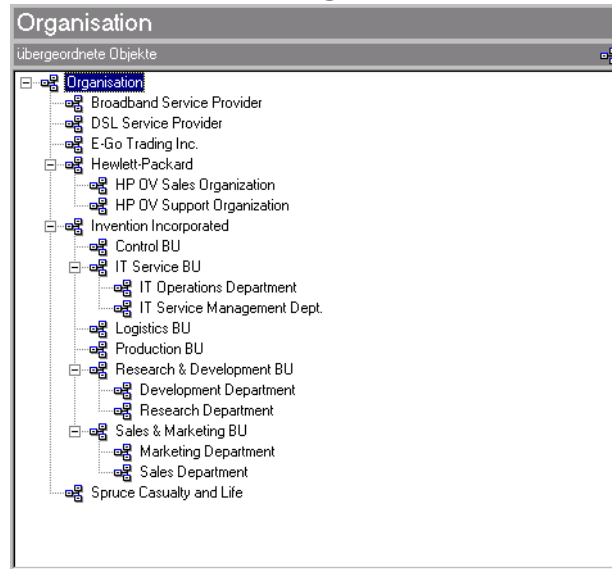 Organisation
übergeordnete Objekte
Organisation
Broadband Service Provider
DSL Service Provider
E-Go Trading Inc.
Hewlett-Packard
HP OV Sales Organization
HP OV Support Organization
Invention Incorporated
Control BU
IT Service BU
IT Operations Department
IT Service Management Dept.
Logistics BU
Production BU
Research & Development BU
Development Department
Research Department
Sales & Marketing BU
Marketing Department
Sales Department
Spruce Casualty and Life